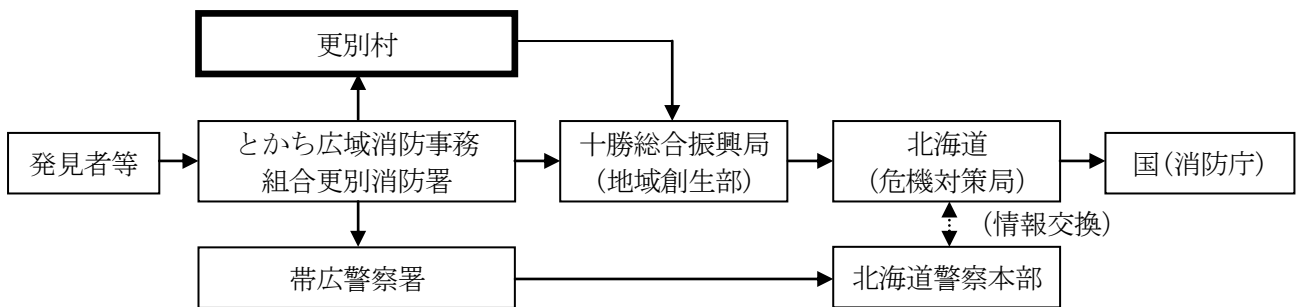 更別村
発見者等
とかち広域消防事務
組合更別消防署
十勝総合振興局
(地域創生部)
北海道
(危機対策局)
国(消防庁)
(情報交換)
帯広警察署
北海道警察本部